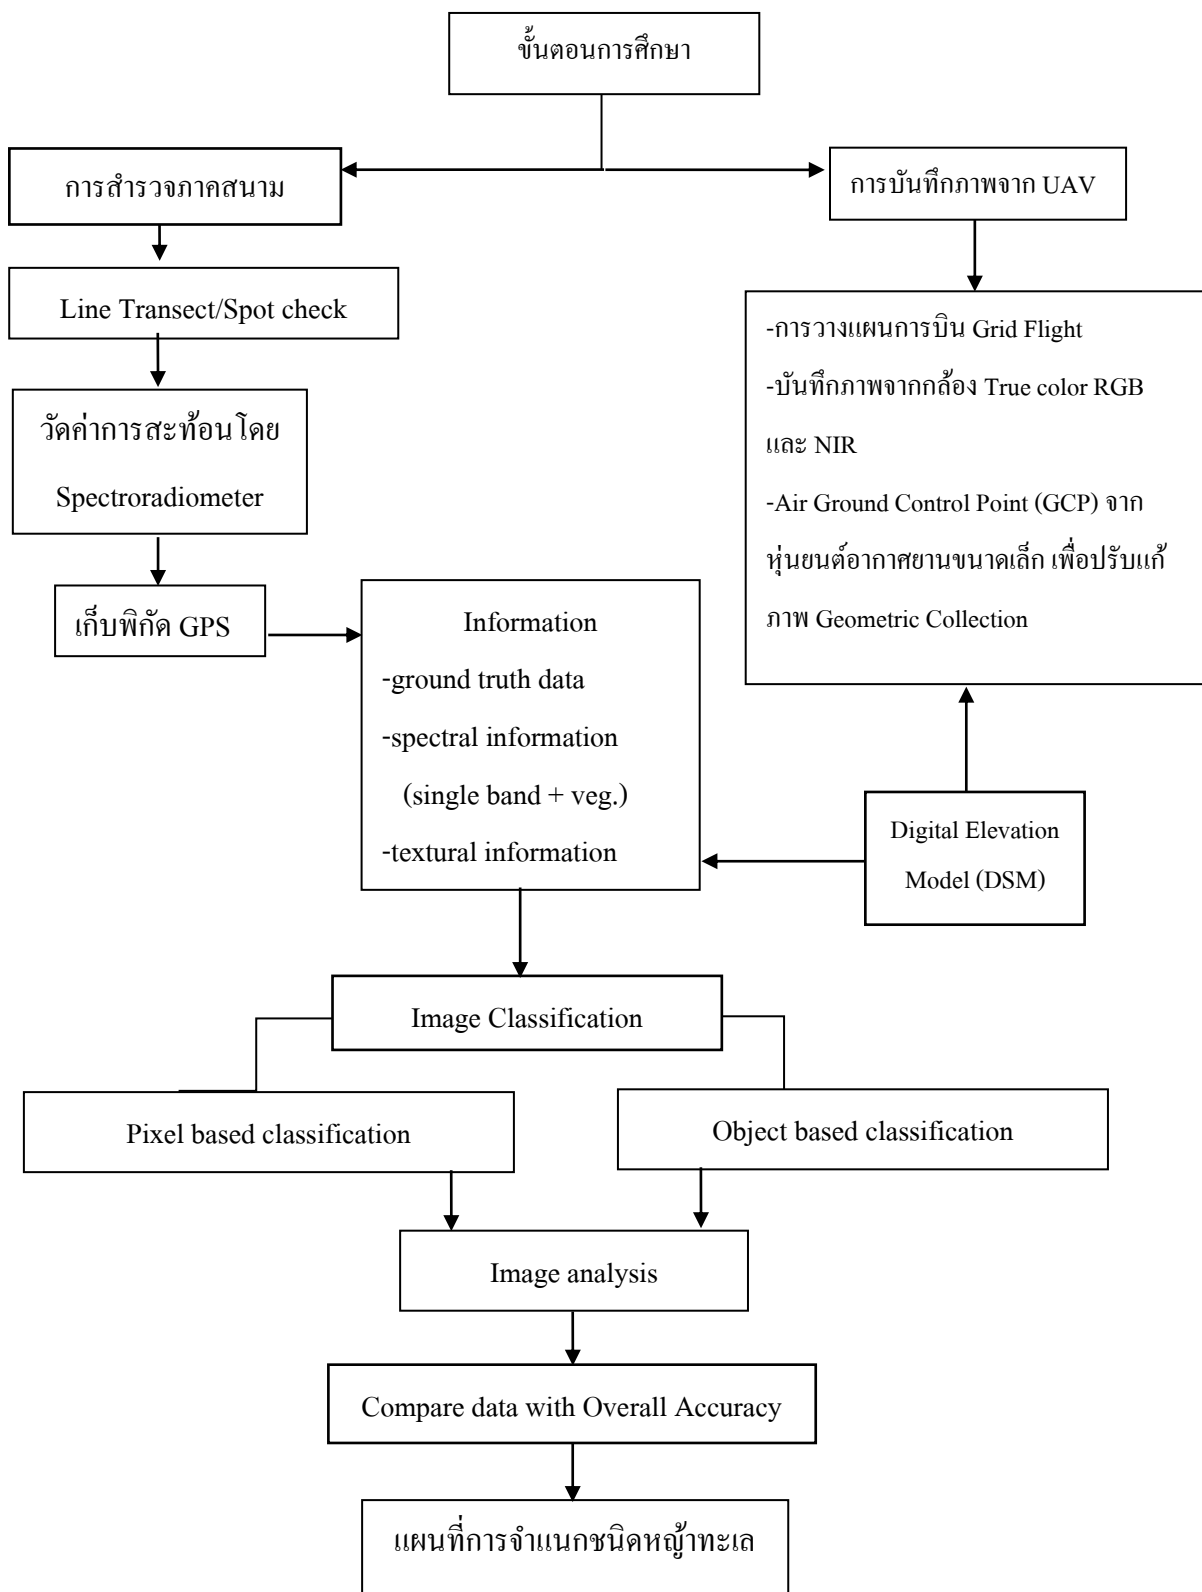 ขั้นตอนการศึกษา
การสำรวจภาคสนาม
การบันทึกภาพจาก UAV
Line Transect/Spot check
วัดค่าการสะท้อนโดย
Spectroradiometer
เก็บพิกัด GPS
-การวางแผนการบิน Grid Flight
-บันทึกภาพจากกล้อง True color RGB
และ NIR
-Air Ground Control Point (GCP) จาก
หุ่นยนต์อากาศยานขนาดเล็ก เพื่อปรับแก้
ภาพ Geometric Collection
Information
-ground truth data
-spectral information
(single band + veg.)
-textural information
Digital Elevation
Model (DSM)
Image Classification
Pixel based classification
Object based classification
Image analysis
Compare data with Overall Accuracy
แผนที่การจำแนกชนิดหญ้าทะเล